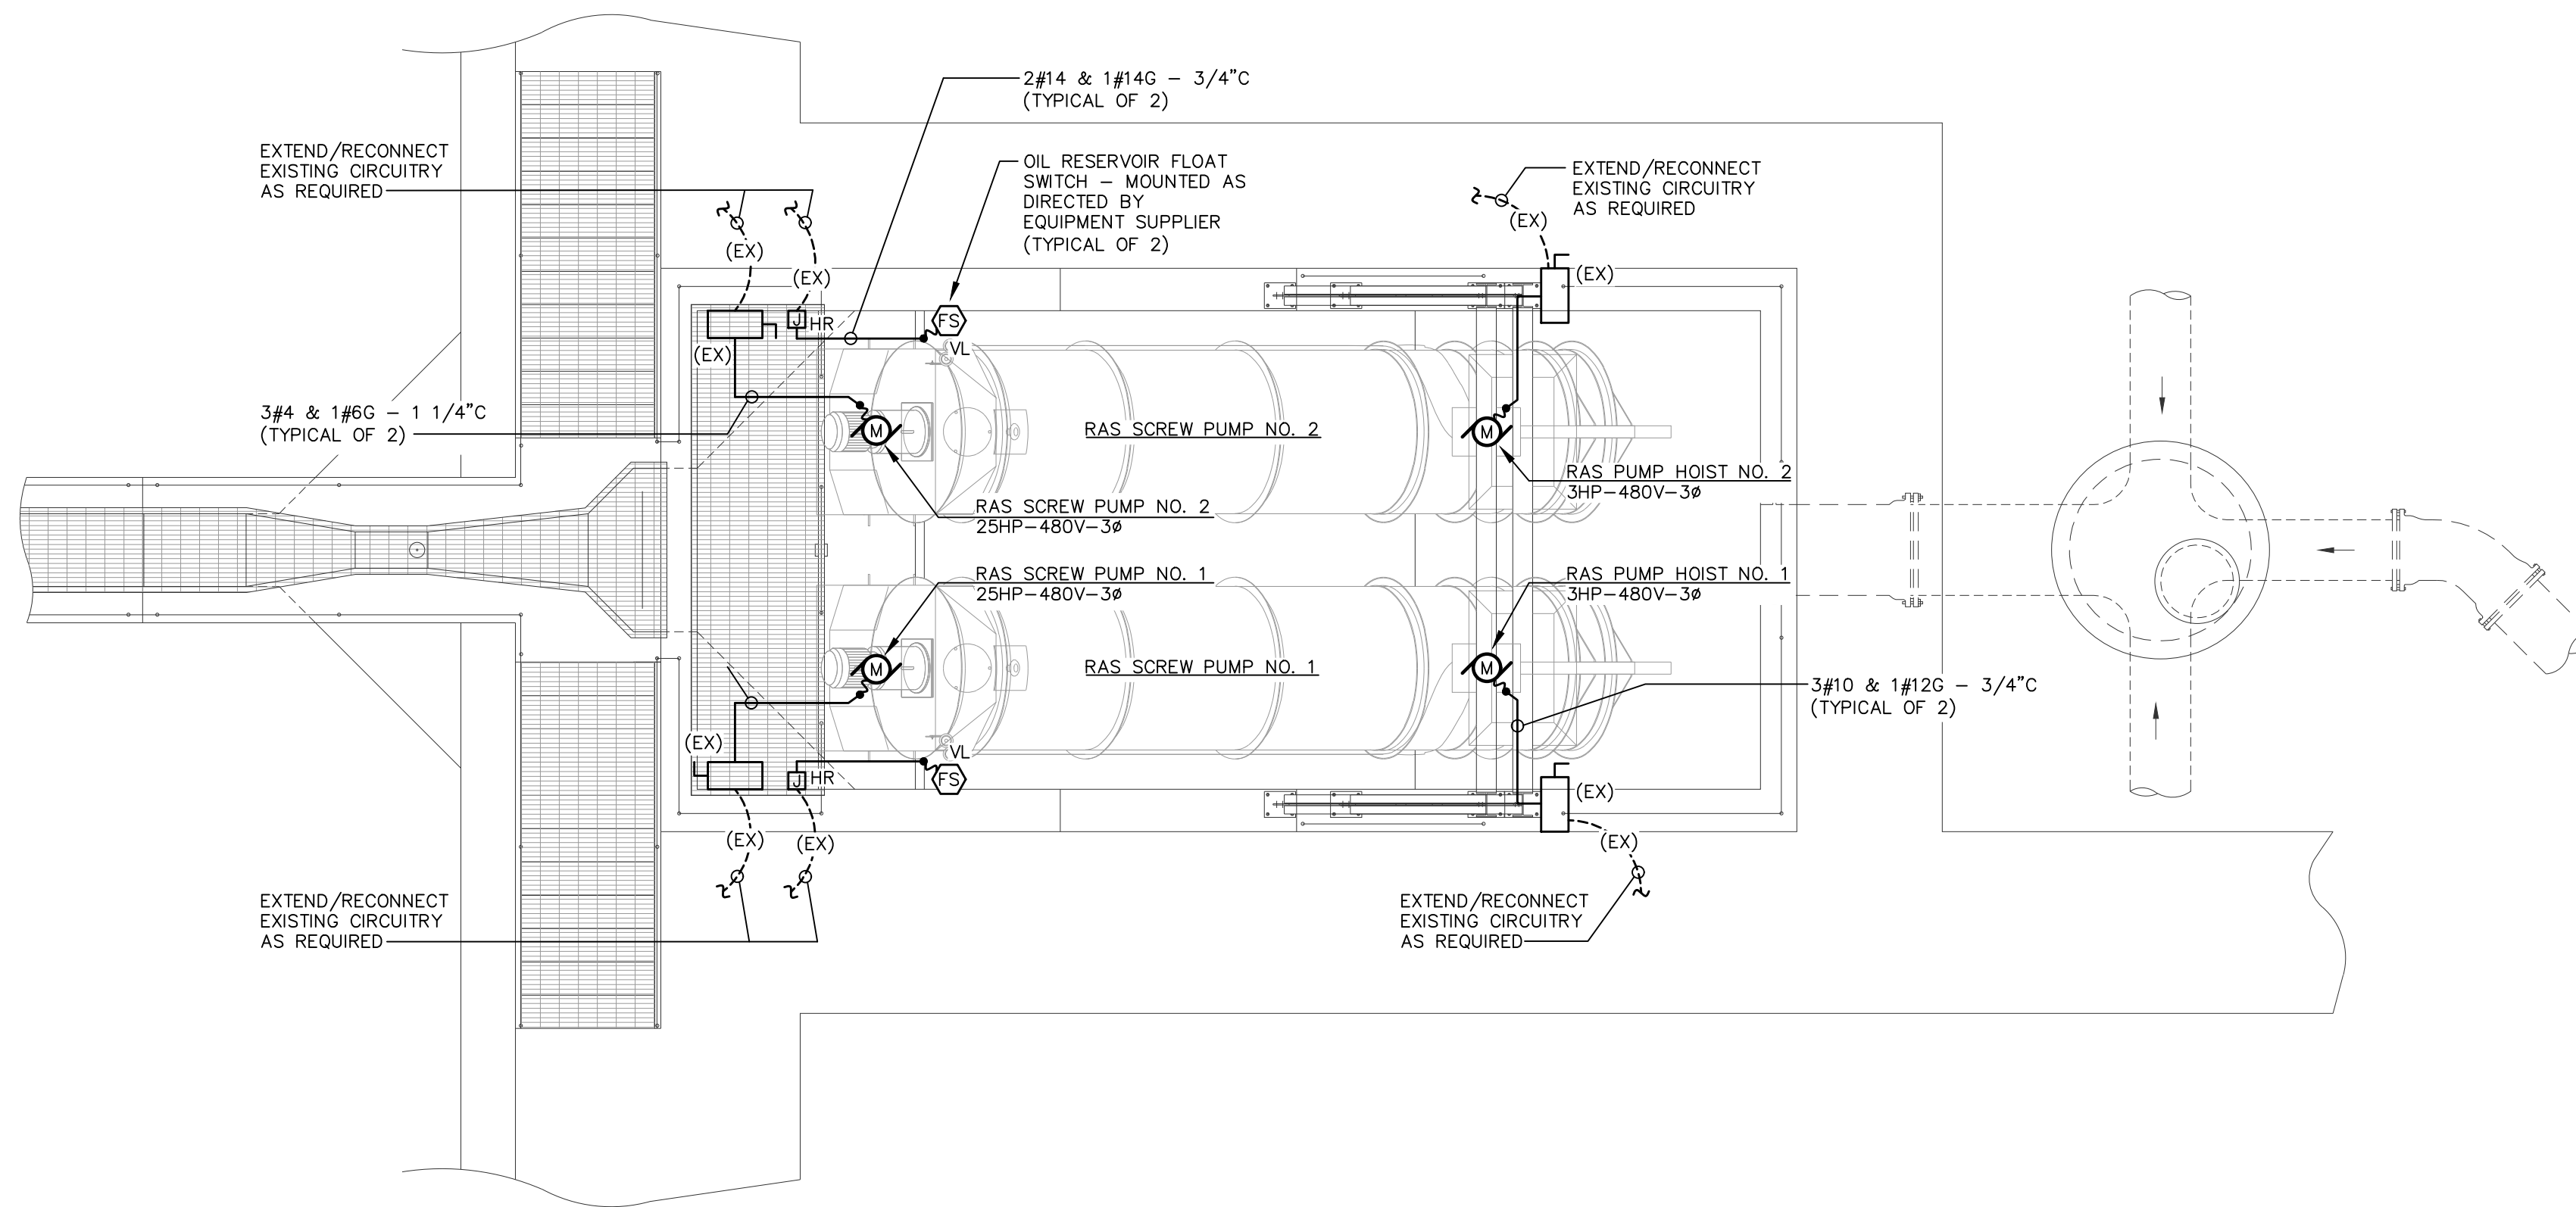 2#14 & 1#14G – 3/4"C
(TYPICAL OF 2)
EXTEND/RECONNECT
EXISTING CIRCUITRY
AS REQUIRED
OIL RESERVOIR FLOAT
SWITCH – MOUNTED AS
DIRECTED BY
EQUIPMENT SUPPLIER
(TYPICAL OF 2)
EXTEND/RECONNECT
EXISTING CIRCUITRY
AS REQUIRED
(EX)
(EX)
(EX)
(EX)
J
HR
FS
VL
(EX)
3#4 & 1#6G – 1 1/4"C
(TYPICAL OF 2)
M
RAS SCREW PUMP NO. 2
M
RAS PUMP HOIST NO. 2
3HP-480V-3ø
RAS SCREW PUMP NO. 2
25HP-480V-3ø
RAS SCREW PUMP NO. 1
25HP-480V-3ø
RAS PUMP HOIST NO. 1
3HP-480V-3ø
M
RAS SCREW PUMP NO. 1
M
3#10 & 1#12G – 3/4"C
(TYPICAL OF 2)
(EX)
VL
J
HR
FS
(EX)
(EX)
(EX)
(EX)
EXTEND/RECONNECT
EXISTING CIRCUITRY
AS REQUIRED
EXTEND/RECONNECT
EXISTING CIRCUITRY
AS REQUIRED